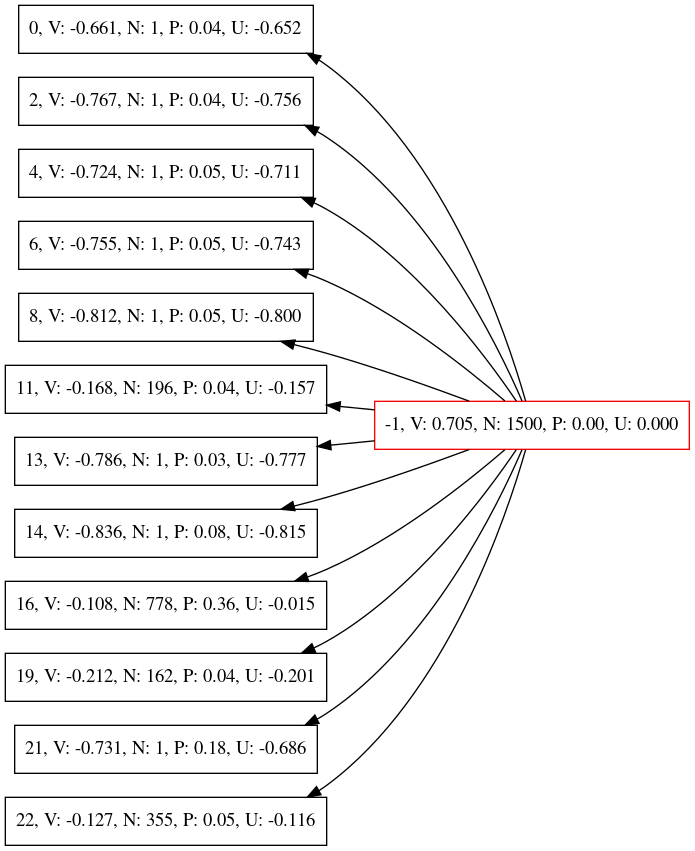 0, V: -0.661, N: 1, P: 0.04, U: -0.652
2, V: -0.767, N: 1, P: 0.04, U: -0.756
4, V: -0.724, N: 1, P: 0.05, U: -0.711
6, V: -0.755, N: 1, P: 0.05, U: -0.743
8, V: -0.812, N: 1, P: 0.05, U: -0.800
11, V: -0.168, N: 196, P: 0.04, U: -0.157
-1, V: 0.705, N: 1500, P: 0.00, U: 0.000
13, V: -0.786, N: 1, P: 0.03, U: -0.777
14, V: -0.836, N: 1, P: 0.08, U: -0.815
16, V: -0.108, N: 778, P: 0.36, U: -0.015
19, V: -0.212, N: 162, P: 0.04, U: -0.201
21, V: -0.731, N: 1, P: 0.18, U: -0.686
22, V: -0.127, N: 355, P: 0.05, U: -0.116